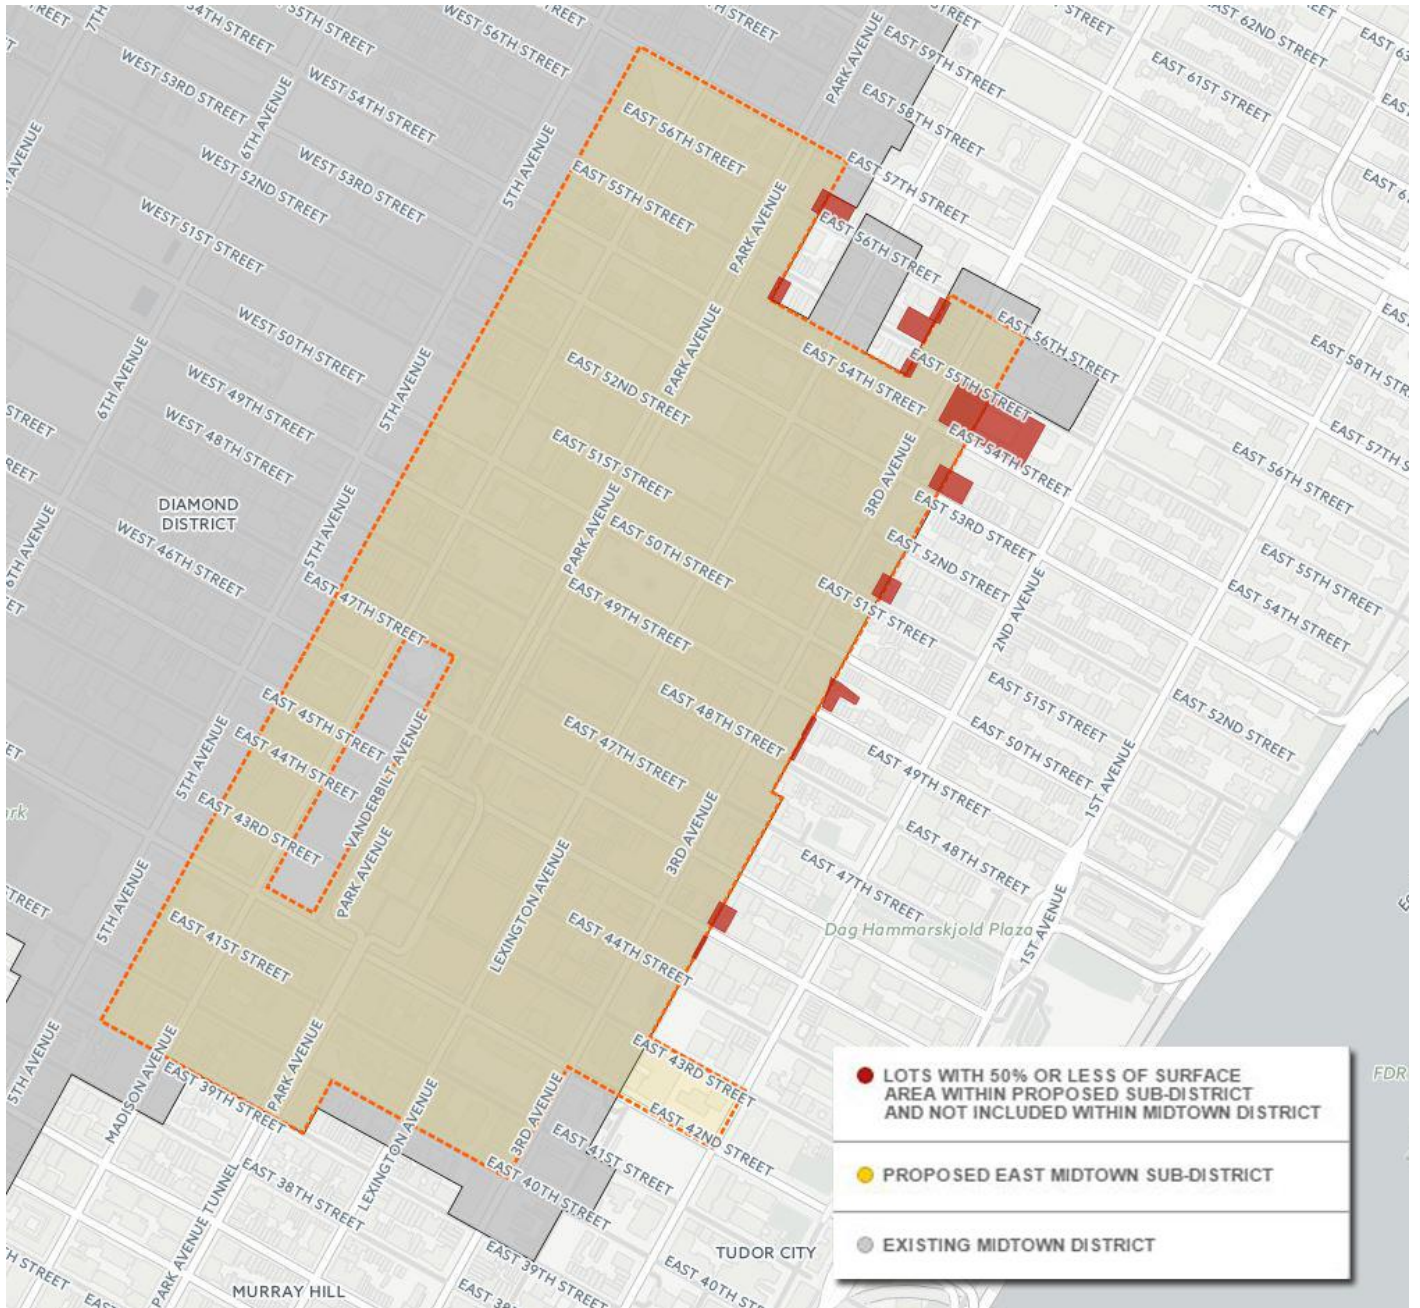 WEST 56TH STREET
WEST 53RD STREET
WEST 54TH STREET
6TH AVENUE
WEST 52ND STREET
WEST 53RD STREET
5TH AVENUE
WEST 51ST STREET
WEST 50TH STREET
6TH AVENUE
WEST 49TH STREET
5TH AVENUE
WEST 48TH STREET
DIAMOND
DISTRICT
WEST 46TH STREET
5TH AVENUE
6TH AVENUE
PARK AVENUE
EAST 59TH STREET
EAST 58TH STREET
EAST 57TH STREET
EAST 62ND STREET
EAST 61ST STREET
EAST 56TH STREET
EAST 55TH STREET
PARK AVENUE
EAST 56TH STREET
PARK AVENUE
EAST 54TH STREET
EAST 55TH STREET
EAST 56TH STREET
EAST 58TH STR
EAST 57TH S
EAST 56TH STREET
EAST 52ND STREET
EAST 51ST STREET
PARK AVENUE
EAST 50TH STREET
EAST 49TH STREET
3RD AVENUE
EAST 54TH STREET
EAST 53RD STREET
EAST 52ND STREET
EAST 51ST STREET
2ND AVENUE
EAST 55TH STREET
EAST 54TH STREET
EAST 47TH STREET
EAST 48TH STREET
EAST 47TH STREET
EAST 51ST STREET
EAST 50TH STREET
EAST 52ND STREET
1ST AVENUE
EAST 49TH STREET
EAST 48TH STREET
EAST 47TH STREET
EAST 45TH STREET
EAST 44TH STREET
EAST 43RD STREET
5TH AVENUE
VANDERBILT AVENUE
PARK AVENUE
LEXINGTON AVENUE
3RD AVENUE
EAST 44TH STREET
Dag Hammarskjold Plaza
1ST AVENUE
5TH AVENUE
EAST 41ST STREET
5TH AVENUE
MADISON AVENUE
EAST 39TH STREET
PARK AVENUE
LEXINGTON AVENUE
3RD AVENUE
EAST 43RD STREET
EAST 42ND STREET
EAST 41ST STREET
EAST 40TH STREET
EAST 38TH STREET
PARK AVENUE TUNNEL
EAST 39TH STREET
EAST 40TH STREET
TUDOR CITY
MURRAY HILL
FDR
LOTS WITH 50% OR LESS OF SURFACE
AREA WITHIN PROPOSED SUB-DISTRICT
AND NOT INCLUDED WITHIN MIDTOWN DISTRICT
PROPOSED EAST MIDTOWN SUB-DISTRICT
EXISTING MIDTOWN DISTRICT